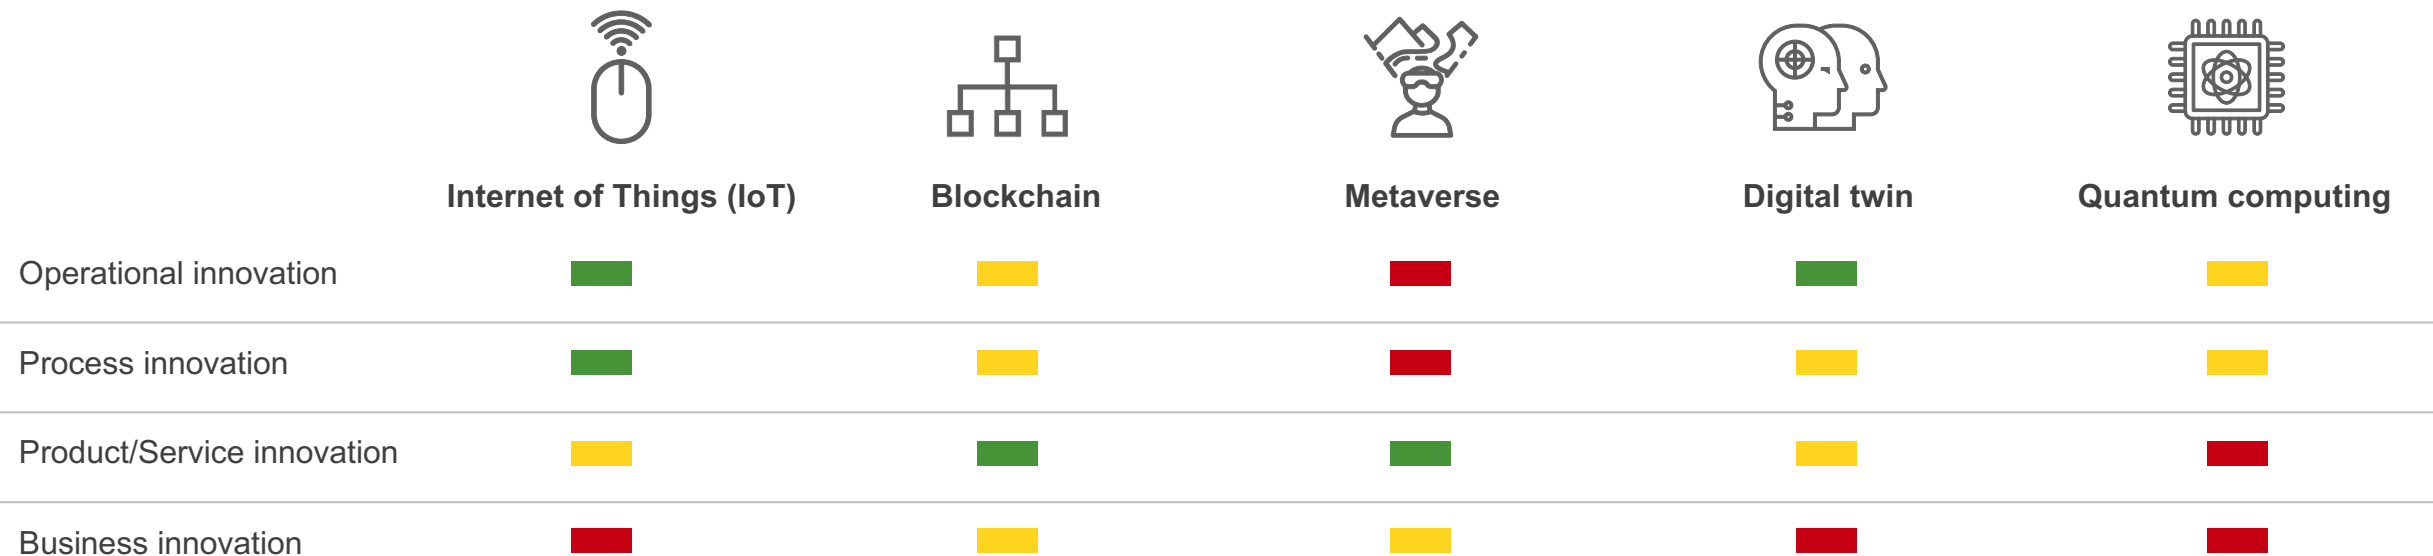 Internet of Things (IoT) Blockchain Metaverse Digital twin Quantum computing
Operational innovation
Process innovation
Product/Service innovation
Business innovation